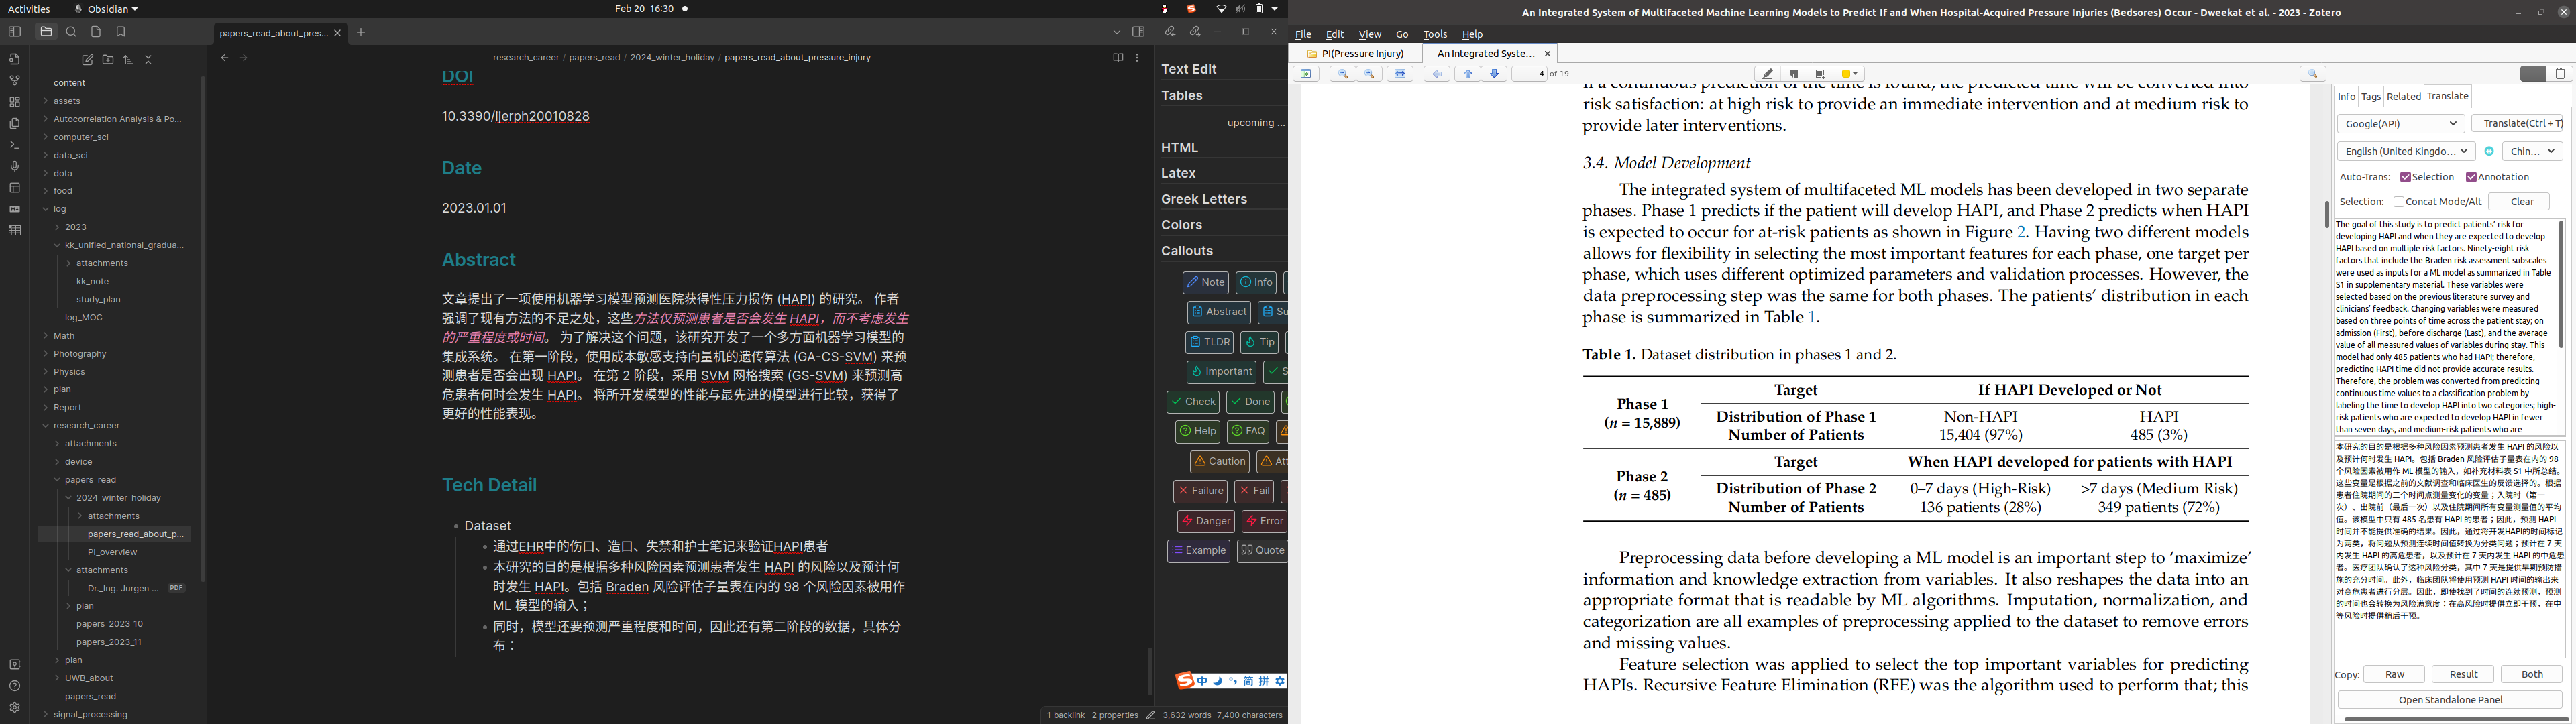 Activities
Obsidian
Feb 20 16:30
papers_read_about_pres...
research_career / papers_read / 2024_winter_holiday / papers_read_about_pressure_injury
content
assets
Autocorrelation Analysis & Po...
computer_sci
data_sci
dota
food
log
2023
kk_unified_national_gradua...
attachments
kk_note
study_plan
log_MOC
Math
Photography
Physics
plan
Report
research_career
attachments
device
papers_read
2024_winter_holiday
attachments
papers_read_about_p...
PI_overview
attachments
Dr._Ing. Jurgen ... PDF
plan
papers_2023_10
papers_2023_11
plan
UWB_about
papers_read
signal_processing
DOI
10.3390/ijerph20010828
Date
2023.01.01
Abstract
文章提出了一项使用机器学习模型预测医院获得性压力损伤 (HAPI) 的研究。 作者
强调了现有方法的不足之处，这些方法仅预测患者是否会发生 HAPI，而不考虑发生
的严重程度或时间。 为了解决这个问题，该研究开发了一个多方面机器学习模型的
集成系统。 在第一阶段，使用成本敏感支持向量机的遗传算法 (GA-CS-SVM) 来预
测患者是否会出现 HAPI。 在第 2 阶段，采用 SVM 网格搜索 (GS-SVM) 来预测高
危患者何时会发生 HAPI。 将所开发模型的性能与最先进的模型进行比较，获得了
更好的性能表现。
Tech Detail
Dataset
通过EHR中的伤口、造口、失禁和护士笔记来验证HAPI患者
本研究的目的是根据多种风险因素预测患者发生 HAPI 的风险以及预计何
时发生 HAPI。包括 Braden 风险评估子量表在内的 98 个风险因素被用作
ML 模型的输入；
同时，模型还要预测严重程度和时间，因此还有第二阶段的数据，具体分
布：
Text Edit
Tables
upcoming ...
HTML
Latex
Greek Letters
Colors
Callouts
Note Info
Abstract Su
TLDR Tip
Important S
Check Done
Help FAQ
Caution Att
Failure Fail
Danger Error
Example Quote
中 简 拼
1 backlink 2 properties 3,632 words 7,400 characters
An Integrated System of Multifaceted Machine Learning Models to Predict If and When Hospital-Acquired Pressure Injuries (Bedsores) Occur - Dweekat et al. - 2023 - Zotero
File Edit View Go Tools Help
PI(Pressure Injury)
An Integrated Syste...
4 of 19
risk satisfaction: at high risk to provide an immediate intervention and at medium risk to
provide later interventions.
3.4. Model Development
The integrated system of multifaceted ML models has been developed in two separate
phases. Phase 1 predicts if the patient will develop HAPI, and Phase 2 predicts when HAPI
is expected to occur for at-risk patients as shown in Figure 2. Having two different models
allows for flexibility in selecting the most important features for each phase, one target per
phase, which uses different optimized parameters and validation processes. However, the
data preprocessing step was the same for both phases. The patients' distribution in each
phase is summarized in Table 1.
Table 1. Dataset distribution in phases 1 and 2.
Phase 1
(n = 15,889)
Target If HAPI Developed or Not
Distribution of Phase 1 Non-HAPI HAPI
Number of Patients 15,404 (97%) 485 (3%)
Phase 2
(n = 485)
Target When HAPI developed for patients with HAPI
Distribution of Phase 2 0–7 days (High-Risk) >7 days (Medium Risk)
Number of Patients 136 patients (28%) 349 patients (72%)
Preprocessing data before developing a ML model is an important step to 'maximize'
information and knowledge extraction from variables. It also reshapes the data into an
appropriate format that is readable by ML algorithms. Imputation, normalization, and
categorization are all examples of preprocessing applied to the dataset to remove errors
and missing values.
Feature selection was applied to select the top important variables for predicting
HAPIs. Recursive Feature Elimination (RFE) was the algorithm used to perform that; this
Info Tags Related Translate
Google(API) Translate(Ctrl + T)
English (United Kingdo... Chin...
Auto-Trans: Selection Annotation
Selection: Concat Mode/Alt Clear
The goal of this study is to predict patients' risk for
developing HAPI and when they are expected to develop
HAPI based on multiple risk factors. Ninety-eight risk
factors that include the Braden risk assessment subscales
were used as inputs for a ML model as summarized in Table
S1 in supplementary material. These variables were
selected based on the previous literature survey and
clinicians' feedback. Changing variables were measured
based on three points of time across the patient stay; on
admission (First), before discharge (Last), and the average
value of all measured values of variables during stay. This
model had only 485 patients who had HAPI; therefore,
predicting HAPI time did not provide accurate results.
Therefore, the problem was converted from predicting
continuous time values to a classification problem by
labeling the time to develop HAPI into two categories; high-
risk patients who are expected to develop HAPI in fewer
than seven days, and medium-risk patients who are
本研究的目的是根据多种风险因素预测患者发生 HAPI 的风险以
及预计何时发生 HAPI。包括 Braden 风险评估子量表在内的 98
个风险因素被用作 ML 模型的输入，如补充材料表 S1 中所总结。
这些变量是根据之前的文献调查和临床医生的反馈选择的。根据
患者住院期间的三个时间点测量变化的变量；入院时（第一
次）、出院前（最后一次）以及住院期间所有变量测量值的平均
值。该模型中只有 485 名患有 HAPI 的患者；因此，预测 HAPI
时间并不能提供准确的结果。因此，通过将开发HAPI的时间标记
为两类，将问题从预测连续时间值转换为分类问题；预计在 7 天
内发生 HAPI 的高危患者，以及预计在 7 天内发生 HAPI 的中危患
者。医疗团队确认了这种风险分类，其中 7 天是提供早期预防措
施的充分时间。此外，临床团队将使用预测 HAPI 时间的输出来
对高危患者进行分层。因此，即使找到了时间的连续预测，预测
的时间也会转换为风险满意度：在高风险时提供立即干预，在中
等风险时提供稍后干预。
Copy: Raw Result Both
Open Standalone Panel